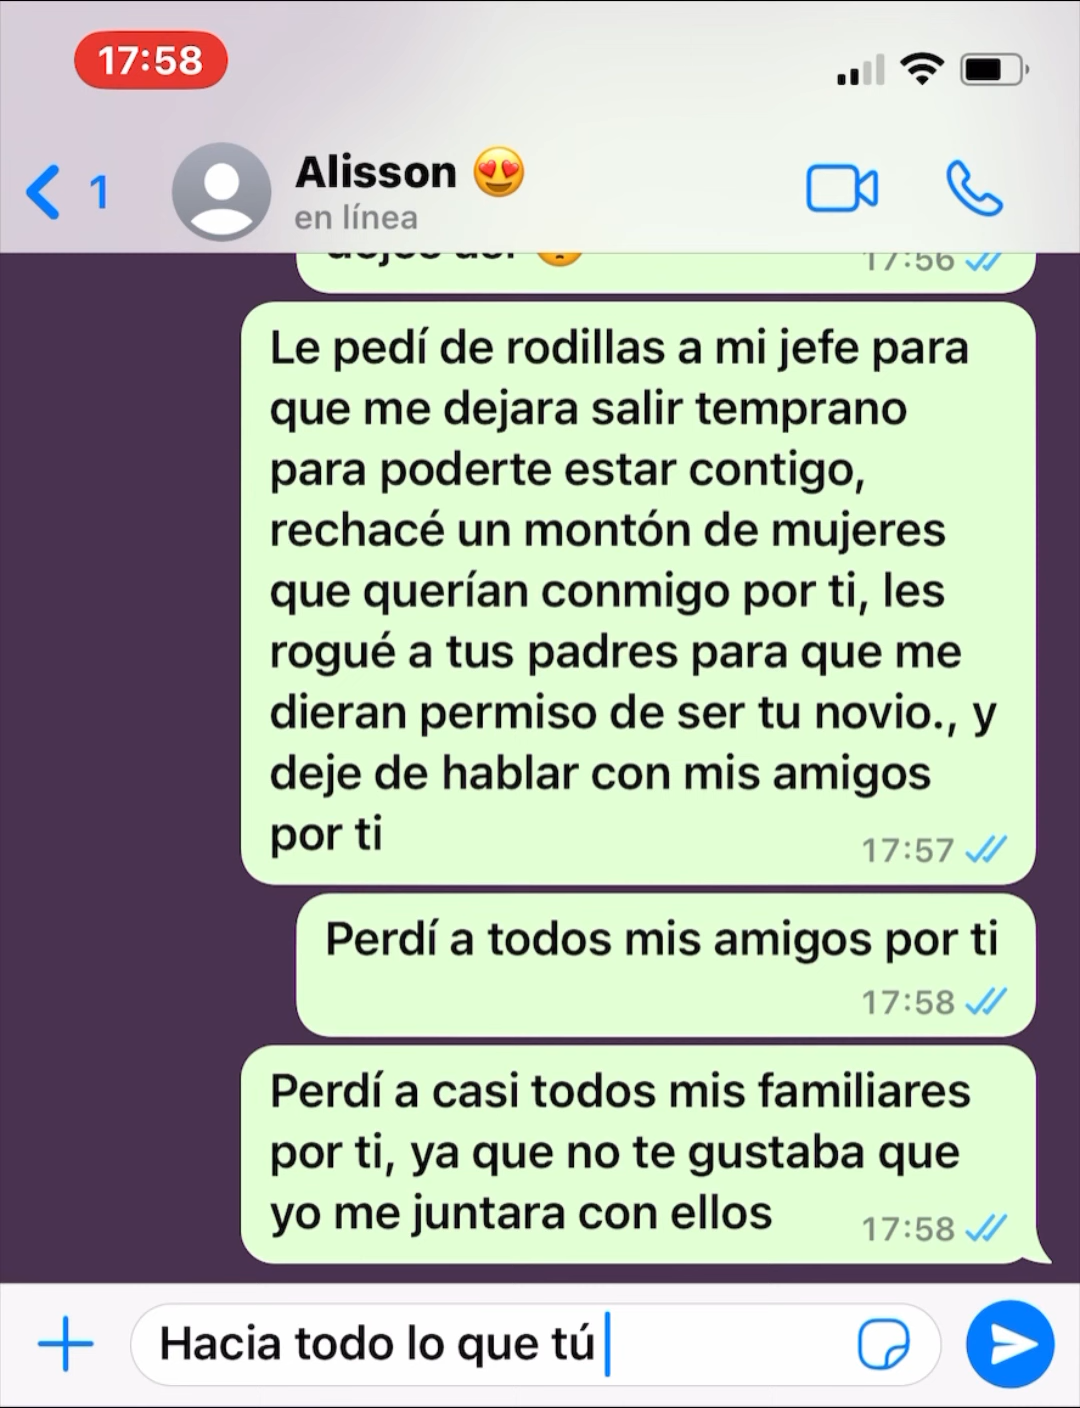 17:58
1
Alisson 😍
en línea
17:56
Le pedí de rodillas a mi jefe para
que me dejara salir temprano
para poderte estar contigo,
rechacé un montón de mujeres
que querían conmigo por ti, les
rogué a tus padres para que me
dieran permiso de ser tu novio., y
deje de hablar con mis amigos
por ti
17:57
Perdí a todos mis amigos por ti
17:58
Perdí a casi todos mis familiares
por ti, ya que no te gustaba que
yo me juntara con ellos
17:58
Hacia todo lo que tú